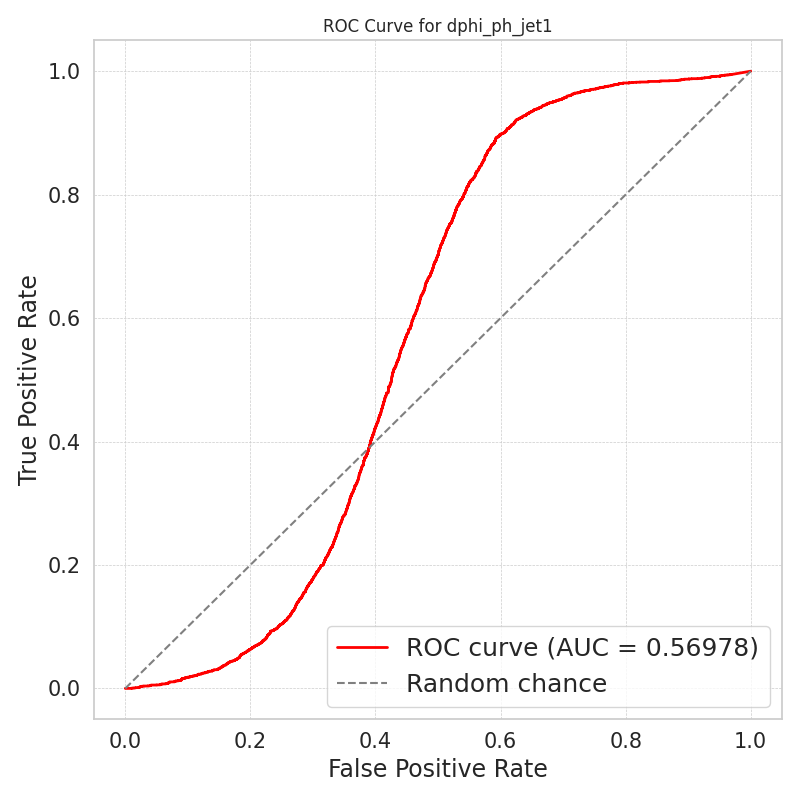 ROC Curve for dphi_ph_jet1
1.0
0.8
0.6
0.4
0.2
0.0
True Positive Rate
ROC curve (AUC = 0.56978)
Random chance
0.0 0.2 0.4 0.6 0.8 1.0
False Positive Rate